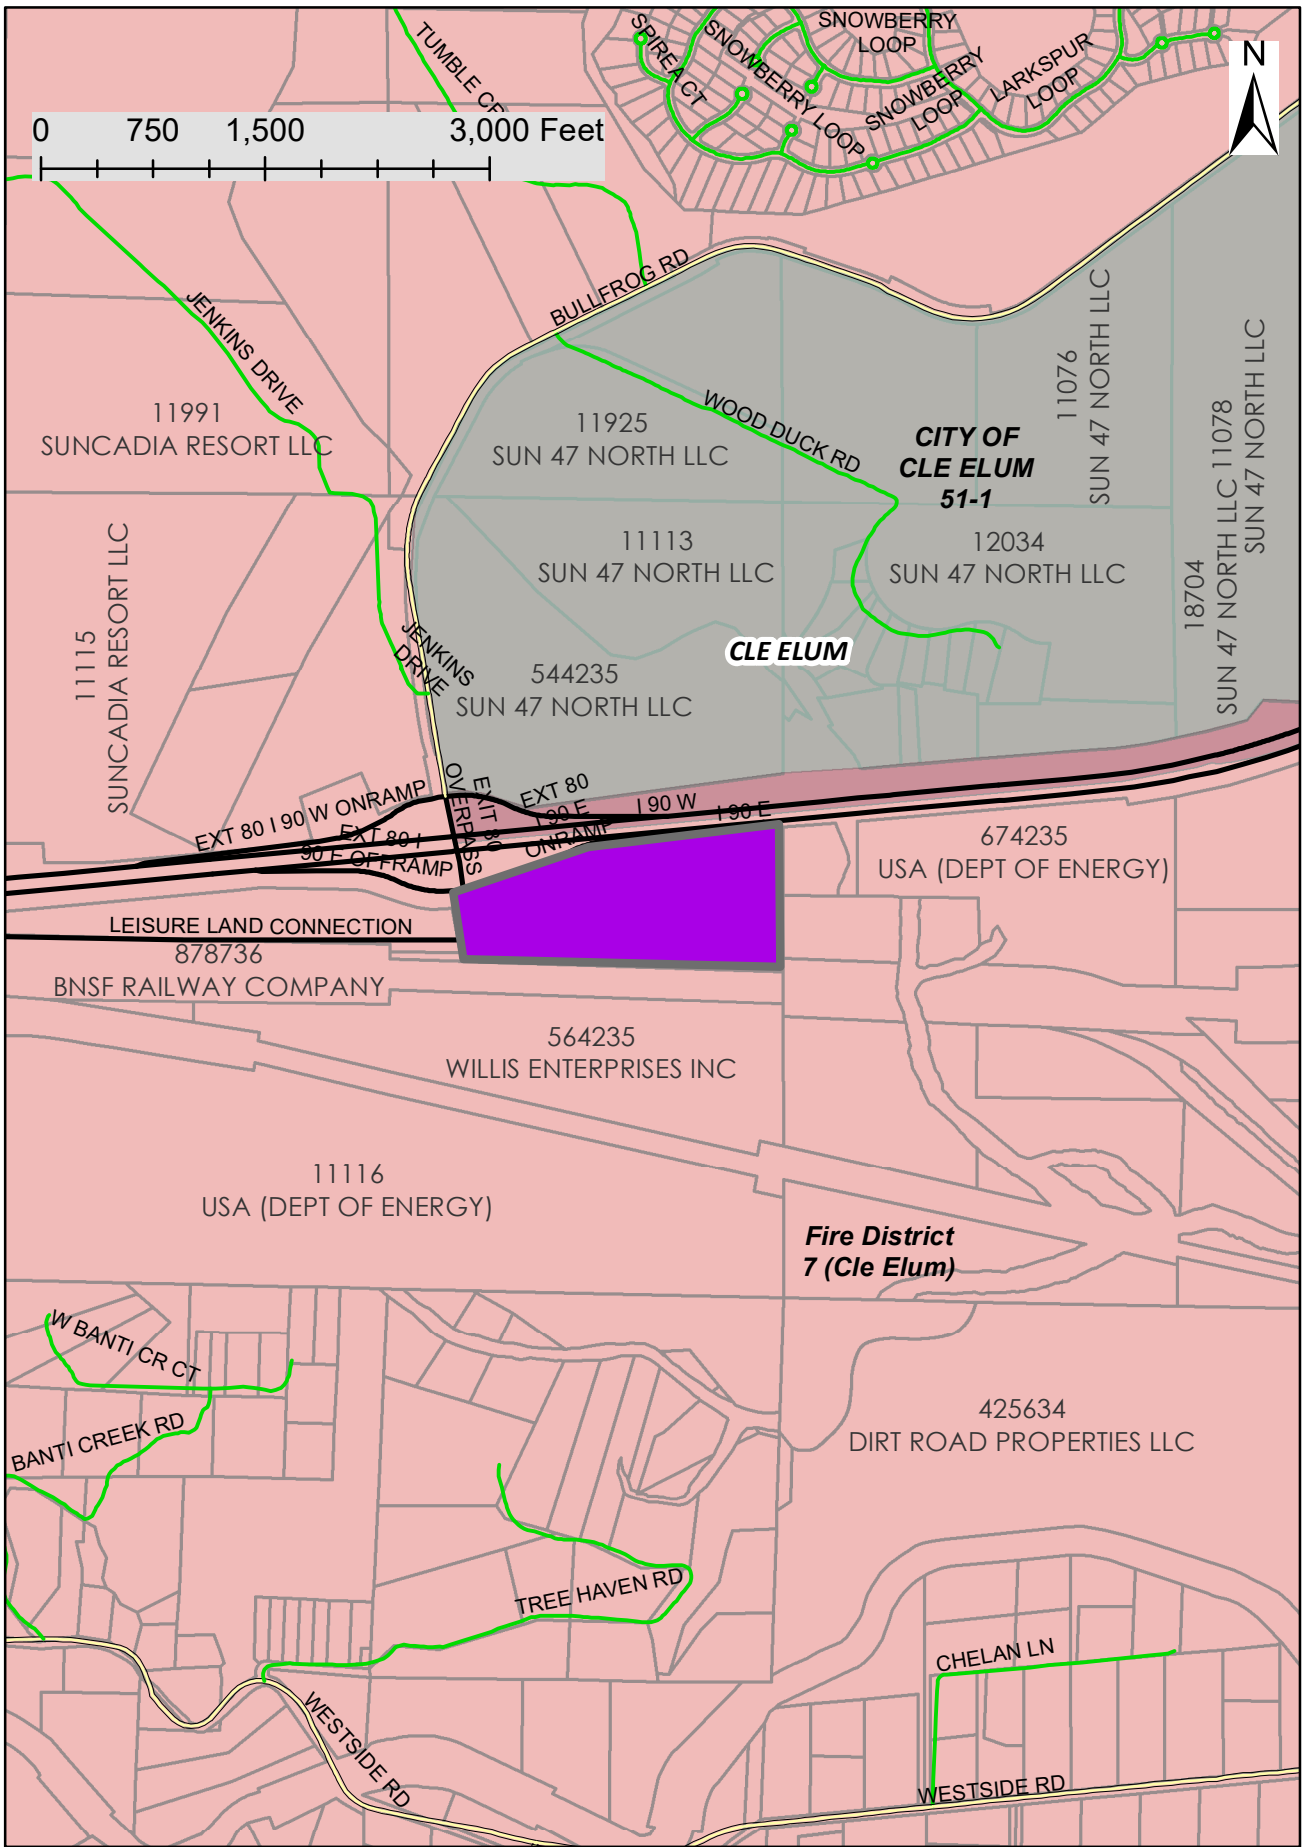 SNOWBERRY
LOOP
SPIREACT
SNOWBERRY LOOP
SNOWBERRY
LOOP
LARKSPUR
LOOP
N
TUMBLE
0 750 1,500 3,000 Feet
BULLFROG RD
JENKINS DRIVE
11991
SUNCADIA RESORT LLC
11925
SUN 47 NORTH LLC
WOOD DUCK RD
CITY OF
CLE ELUM
51-1
11076
SUN 47 NORTH LLC
11078
SUN 47 NORTH LLC
18704
SUN 47 NORTH LLC
11113
SUN 47 NORTH LLC
12034
SUN 47 NORTH LLC
11115
SUNCADIA RESORT LLC
JENKINS
DRIVE
CLE ELUM
544235
SUN 47 NORTH LLC
EXT 80 I 90 W ONRAMP
EXIT 80
OVERPASS
EXT 80
I 90 E
ONRAMP
I 90 W
I 90 E
EXT 80 I
90 E OFFRAMP
674235
USA (DEPT OF ENERGY)
LEISURE LAND CONNECTION
878736
BNSF RAILWAY COMPANY
564235
WILLIS ENTERPRISES INC
11116
USA (DEPT OF ENERGY)
Fire District
7 (Cle Elum)
W BANTI CR CT
BANTI CREEK RD
425634
DIRT ROAD PROPERTIES LLC
TREE HAVEN RD
CHELAN LN
WESTSIDE RD
WESTSIDE RD